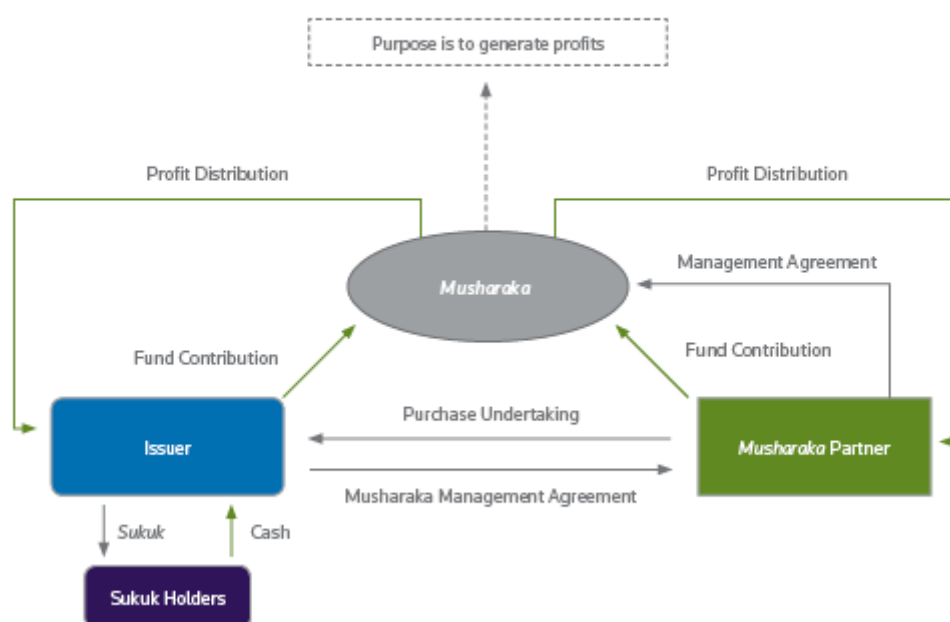 Purpose is to generate profits
Profit Distribution
Profit Distribution
Musharaka
Management Agreement
Fund Contribution
Fund Contribution
Issuer
Purchase Undertaking
Musharaka Partner
Musharaka Management Agreement
Sukuk
Cash
Sukuk Holders